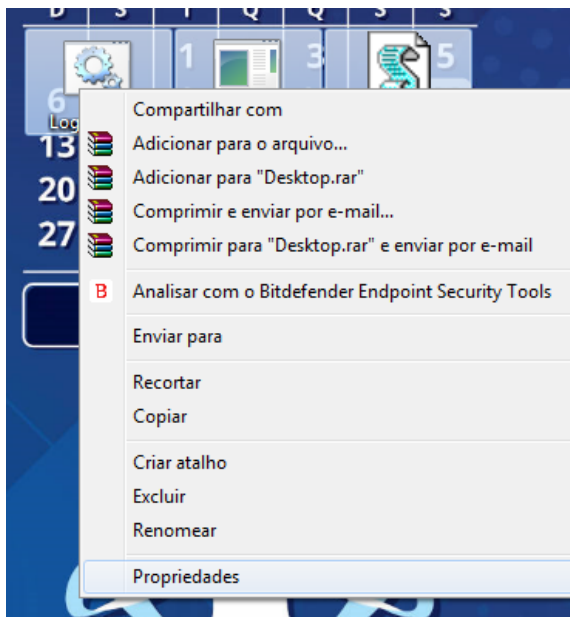 D S T Q Q S S
1 3 5
6
Log
13
20
27
Compartilhar com
Adicionar para o arquivo...
Adicionar para "Desktop.rar"
Comprimir e enviar por e-mail...
Comprimir para "Desktop.rar" e enviar por e-mail
B Analisar com o Bitdefender Endpoint Security Tools
Enviar para
Recortar
Copiar
Criar atalho
Excluir
Renomear
Propriedades